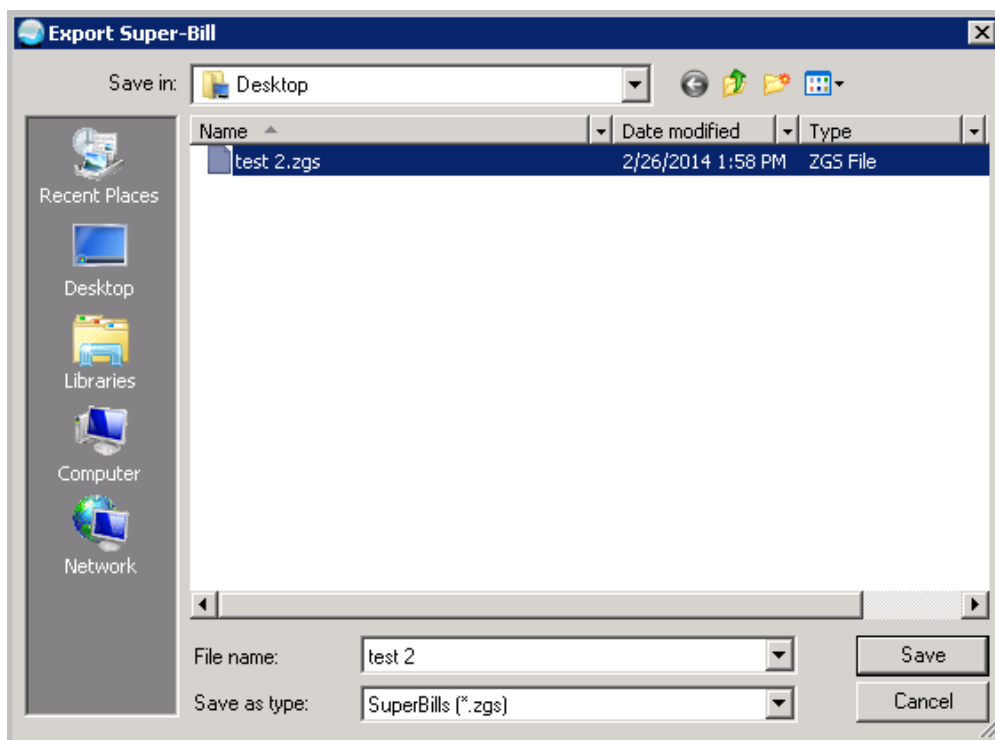 Export Super-Bill
Save in:
Desktop
Name
Date modified
Type
test 2.zgs
2/26/2014 1:58 PM
ZGS File
Recent Places
Desktop
Libraries
Computer
Network
File name:
test 2
Save
Save as type:
SuperBills (*.zgs)
Cancel